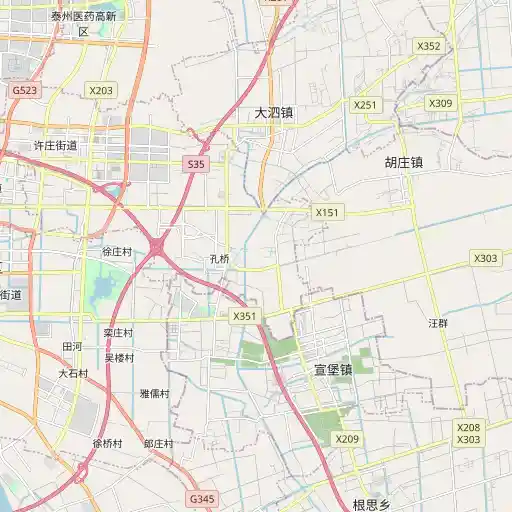 泰州医药高新
区
X352
G523
X203
X251
X309
大泗镇
许庄街道
S35
胡庄镇
X151
徐庄村
孔桥
X303
街道
X351
汪群
栾庄村
田河
吴楼村
大石村
宣堡镇
雅儒村
X208
X303
徐桥村
郐庄村
X209
G345
根思乡